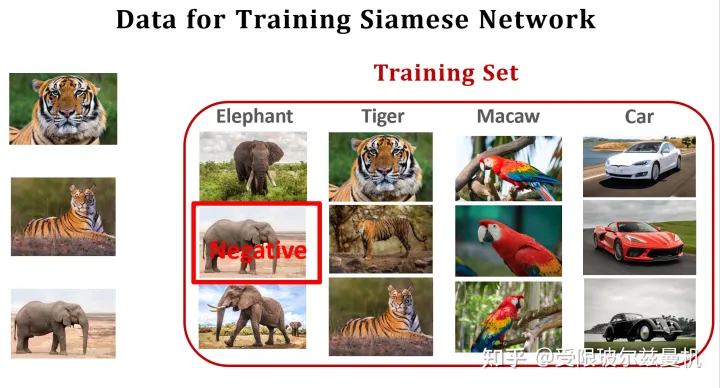 Data for Training Siamese Network
Training Set
Elephant Tiger Macaw Car
Negative
知乎 @受限玻尔兹曼机